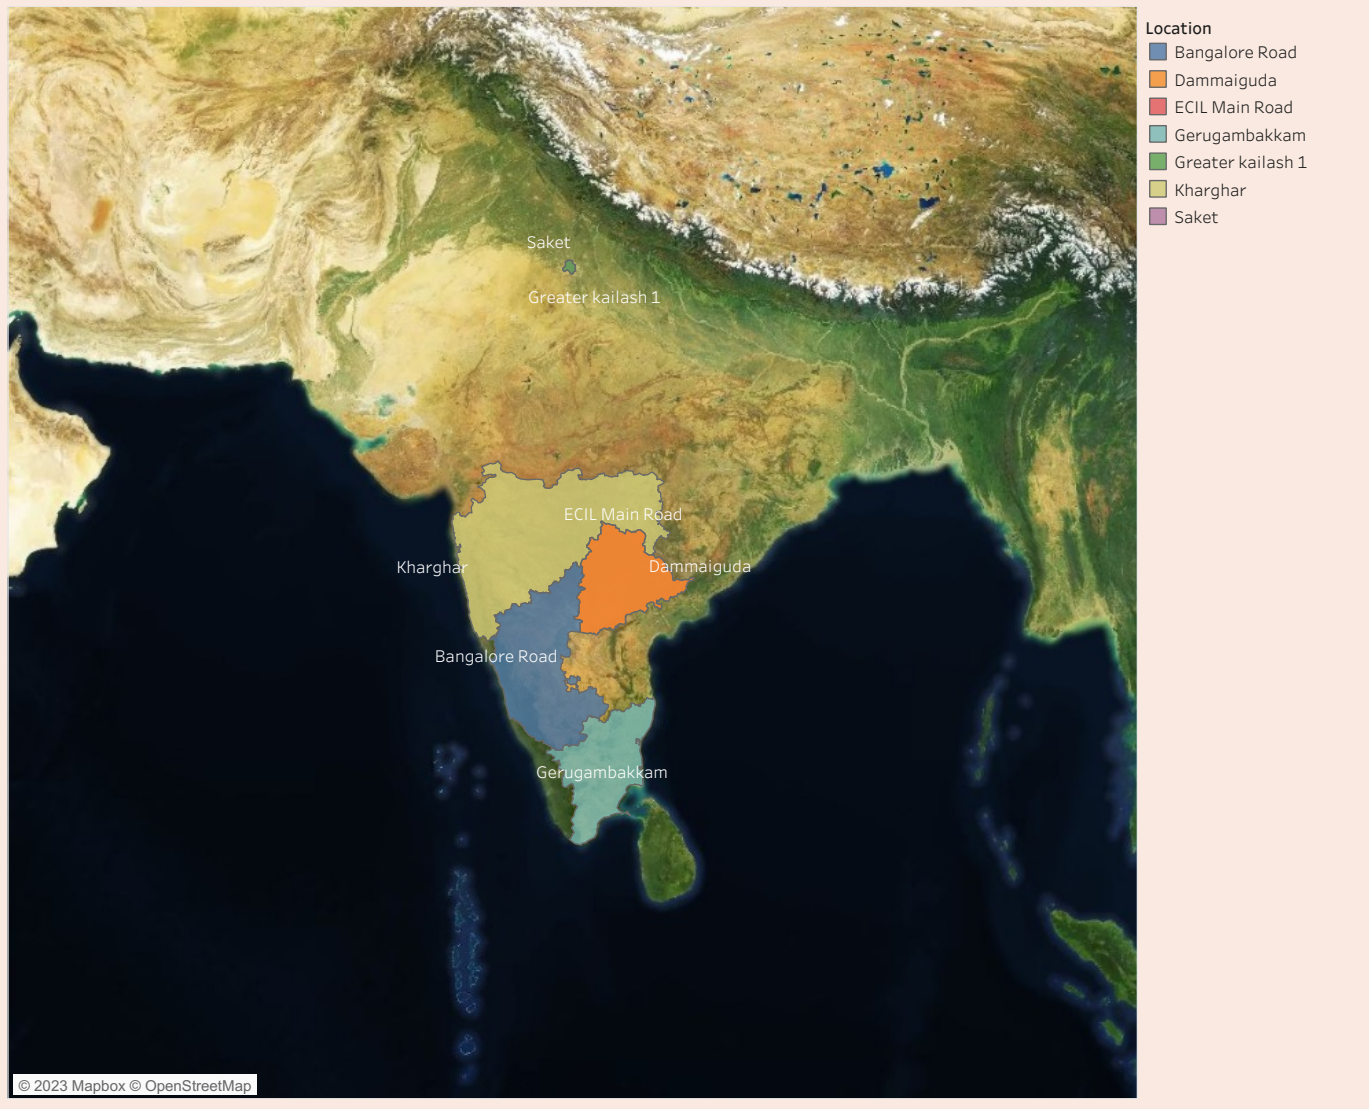 Location
Bangalore Road
Dammaiguda
ECIL Main Road
Gerugambakkam
Greater kailash 1
Kharghar
Saket
Saket
Greater kailash 1
ECIL Main Road
Kharghar
Dammaiguda
Bangalore Road
Gerugambakkam
© 2023 Mapbox © OpenStreetMap